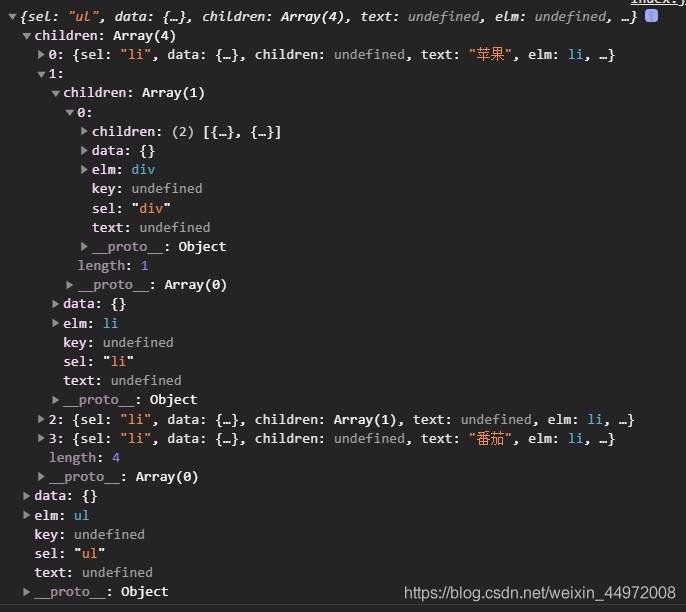 index.j
{sel: "ul", data: {…}, children: Array(4), text: undefined, elm: undefined, …} i
children: Array(4)
0: {sel: "li", data: {…}, children: undefined, text: "苹果", elm: li, …}
1:
children: Array(1)
0:
children: (2) [{…}, {…}]
data: {}
elm: div
key: undefined
sel: "div"
text: undefined
__proto__: Object
length: 1
__proto__: Array(0)
data: {}
elm: li
key: undefined
sel: "li"
text: undefined
__proto__: Object
2: {sel: "li", data: {…}, children: Array(1), text: undefined, elm: li, …}
3: {sel: "li", data: {…}, children: undefined, text: "番茄", elm: li, …}
length: 4
__proto__: Array(0)
data: {}
elm: ul
key: undefined
sel: "ul"
text: undefined
__proto__: Object
https://blog.csdn.net/weixin_44972008